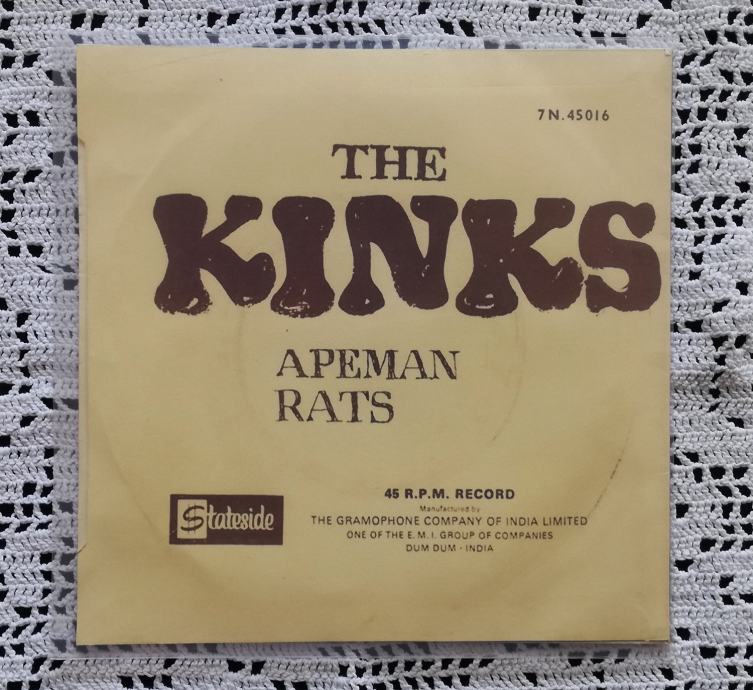 7N.45016
THE
KINKS
APEMAN
RATS
Stateside
45 R.P.M. RECORD
Manufactured by
THE GRAMOPHONE COMPANY OF INDIA LIMITED
ONE OF THE E.M.I. GROUP OF COMPANIES
DUM DUM · INDIA